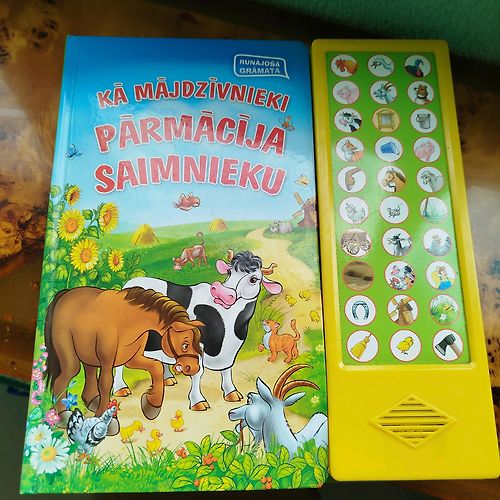 RUNĀJOŠĀ
GRĀMATA
KĀ MĀJDZĪVNIEKI
PĀRMĀCĪJA
SAIMNIEKU